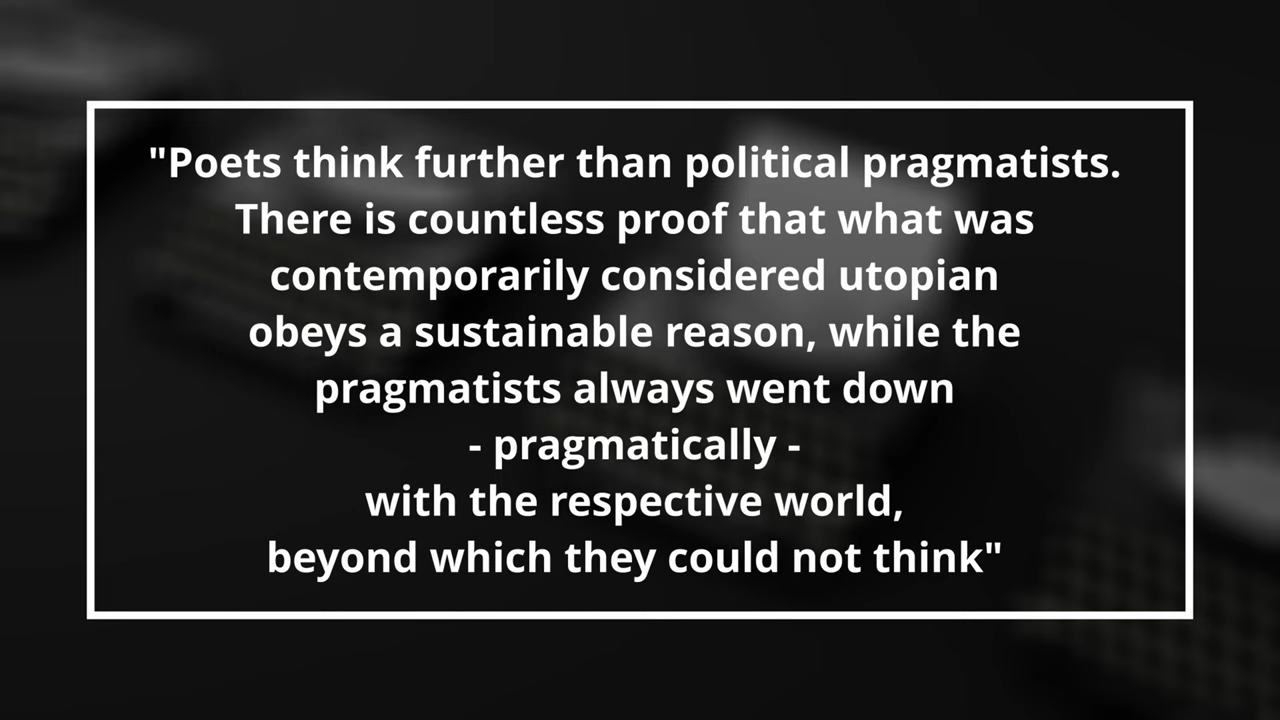 "Poets think further than political pragmatists.
There is countless proof that what was
contemporarily considered utopian
obeys a sustainable reason, while the
pragmatists always went down
- pragmatically -
with the respective world,
beyond which they could not think"